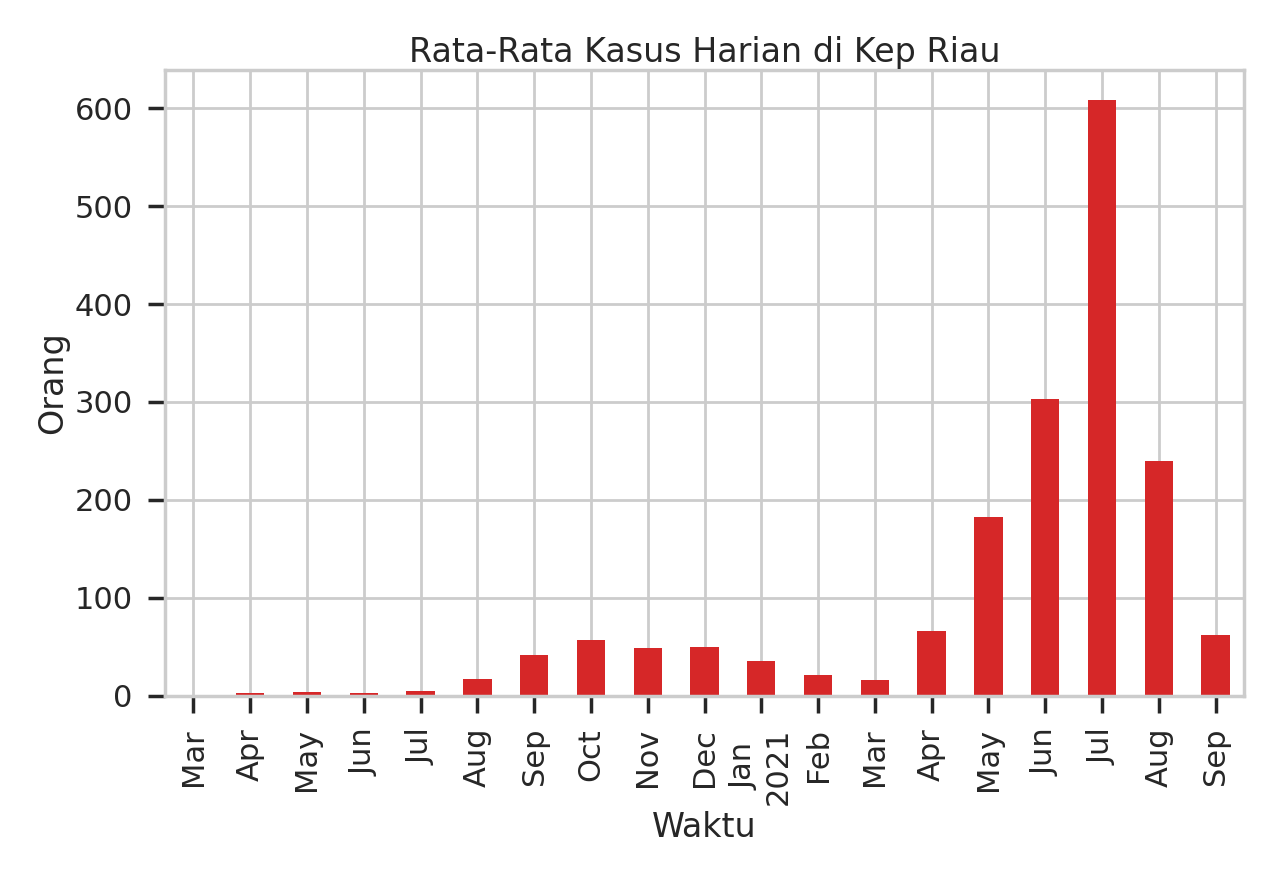 Rata-Rata Kasus Harian di Kep Riau
600
500
400
300
200
100
0
Orang
Mar
Apr
May
Jun
Jul
Aug
Sep
Oct
Nov
Dec
Jan
2021
Feb
Mar
Apr
May
Jun
Jul
Aug
Sep
Waktu